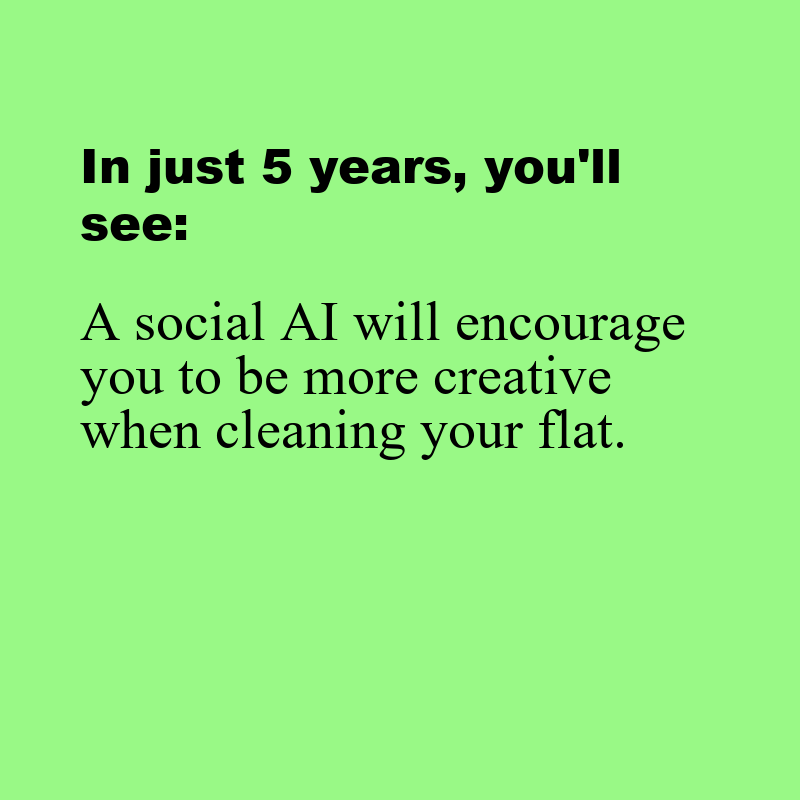 In just 5 years, you'll
see:
A social AI will encourage
you to be more creative
when cleaning your flat.